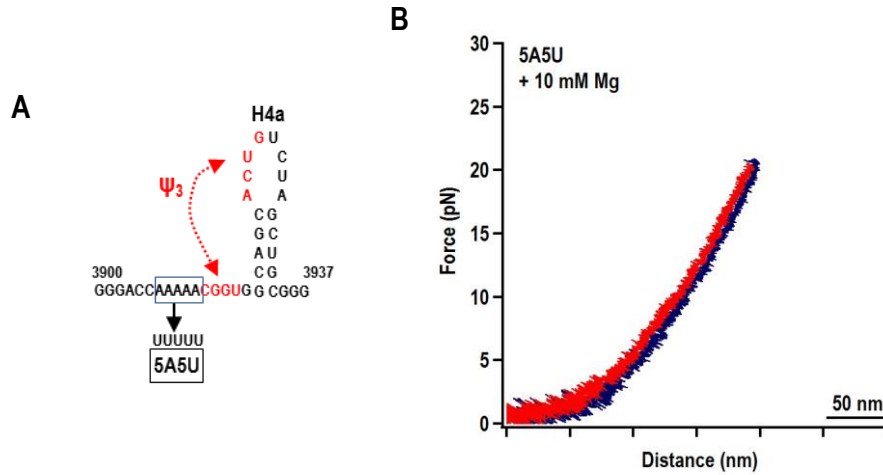 A
H4a
GU
U C
C U
A A
C G
G C
A U
C G
Ψ3
3900
3937
GGGACCAAAAACGGUGGCGGG
UUUUU
5A5U
B
5A5U
+ 10 mM Mg
30
25
20
15
10
5
0
Force (pN)
50 nm
Distance (nm)